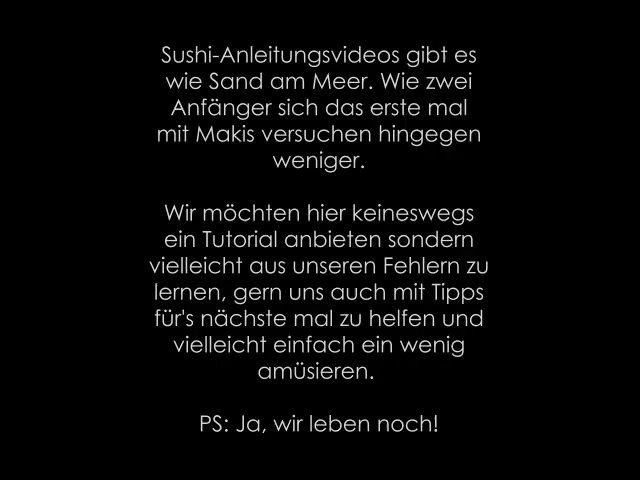 Sushi-Anleitungsvideos gibt es
wie Sand am Meer. Wie zwei
Anfänger sich das erste mal
mit Makis versuchen hingegen
weniger.
Wir möchten hier keineswegs
ein Tutorial anbieten sondern
vielleicht aus unseren Fehlern zu
lernen, gern uns auch mit Tipps
für's nächste mal zu helfen und
vielleicht einfach ein wenig
amüsieren.
PS: Ja, wir leben noch!